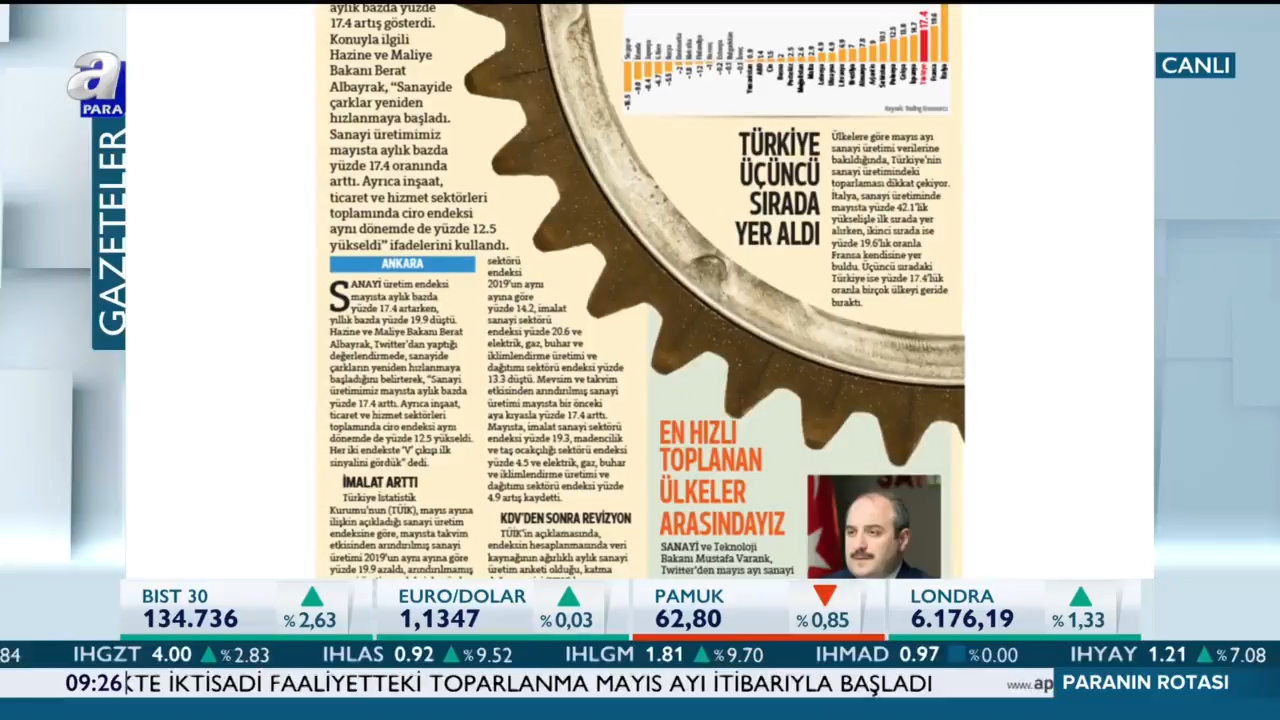 aylık bazda yüzde
17.4 artış gösterdi.
Konuyla ilgili
Hazine ve Maliye
Bakanı Berat
Albayrak, “Sanayide
çarklar yeniden
hızlanmaya başladı.
Sanayi üretimimiz
mayısta aylık bazda
yüzde 17.4 oranında
arttı. Ayrıca inşaat,
ticaret ve hizmet sektörleri
toplamında ciro endeksi
aynı dönemde de yüzde 12.5
yükseldi” ifadelerini kullandı.
ANKARA
SANAYİ üretim endeksi
mayısta aylık bazda
yüzde 17.4 artarken,
yıllık bazda yüzde 19.9 düştü.
Hazine ve Maliye Bakanı Berat
Albayrak, Twitter’dan yaptığı
değerlendirmede, sanayide
çarkların yeniden hızlanmaya
başladığını belirterek, “Sanayi
üretimimiz mayısta aylık bazda
yüzde 17.4 arttı. Ayrıca inşaat,
ticaret ve hizmet sektörleri
toplamında ciro endeksi aynı
dönemde de yüzde 12.5 yükseldi.
Her iki endekste ‘V’ çıkışı ilk
sinyalini gördük” dedi.
İMALAT ARTTI
Türkiye İstatistik
Kurumu’nun (TÜİK), mayıs ayına
ilişkin açıkladığı sanayi üretim
endeksine göre, mayısta takvim
etkisinden arındırılmış sanayi
üretimi 2019’un aynı ayına göre
yüzde 19.9 azaldı, arındırılmamış
sektörü
endeksi
2019’un aynı
ayına göre
yüzde 14.2, imalat
sanayi sektörü
endeksi yüzde 20.6 ve
elektrik, gaz, buhar ve
iklimlendirme üretimi ve
dağıtımı sektörü endeksi yüzde
13.3 düştü. Mevsim ve takvim
etkisinden arındırılmış sanayi
üretimi mayısta bir önceki
aya kıyasla yüzde 17.4 arttı.
Mayısta, imalat sanayi sektörü
endeksi yüzde 19.3, madencilik
ve taş ocakçılığı sektörü endeksi
yüzde 4.5 ve elektrik, gaz, buhar
ve iklimlendirme üretimi ve
dağıtımı sektörü endeksi yüzde
4.9 artış kaydetti.
KDV’DEN SONRA REVİZYON
TÜİK’in açıklamasında,
endeksin hesaplanmasında veri
kaynağının ağırlıklı aylık sanayi
üretim anketi olduğu, katma
17.4
TÜRKİYE
ÜÇÜNCÜ
SIRADA
YER ALDI
Ülkelere göre mayıs ayı
sanayi üretimi verilerine
bakıldığında, Türkiye’nin
sanayi üretimindeki
toparlaması dikkat çekiyor.
İtalya, sanayi üretiminde
mayısta yüzde 42.1’lik
yükselişle ilk sırada yer
alırken, ikinci sırada ise
yüzde 19.6’lık oranla
Fransa kendisine yer
buldu. Üçüncü sıradaki
Türkiye ise yüzde 17.4’lük
oranla birçok ülkeyi geride
bıraktı.
EN HIZLI
TOPLANAN
ÜLKELER
ARASINDAYIZ
SANAYİ ve Teknoloji
Bakanı Mustafa Varank,
Twitter’den mayıs ayı sanayi
a
PARA
GAZETELER
CANLI
BIST 30
134.736
%2,63
EURO/DOLAR
1,1347
%0,03
PAMUK
62,80
%0,85
LONDRA
6.176,19
%1,33
84 IHGZT 4.00 %2.83 IHLAS 0.92 %9.52 IHLGM 1.81 %9.70 IHMAD 0.97 %0.00 IHYAY 1.21 %7.08
09:26 KTE İKTİSADİ FAALİYETTEKİ TOPARLANMA MAYIS AYI İTİBARIYLA BAŞLADI www.ap PARANIN ROTASI